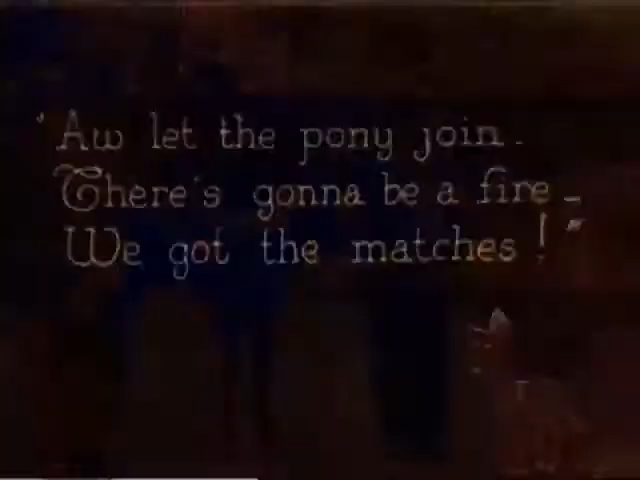 "Aw let the pony join -
There's gonna be a fire -
We got the matches!"